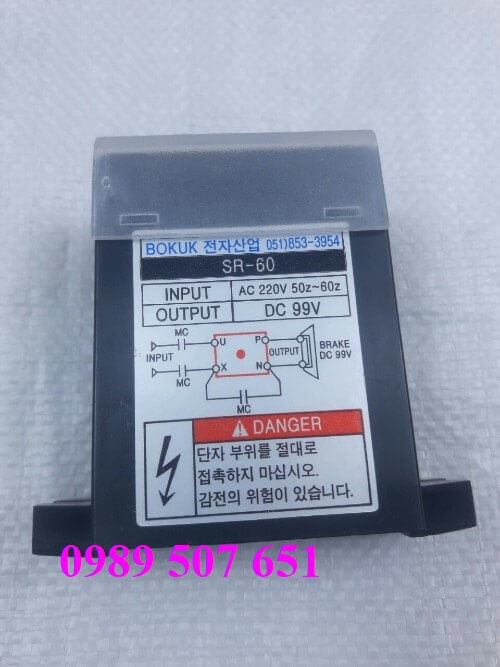 BOKUK 전자산업 051)853-3954
SR-60
INPUT AC 220V 50z~60z
OUTPUT DC 99V
MC
U P
INPUT OUTPUT BRAKE DC 99V
MC X N
MC
DANGER
단자 부위를 절대로
접촉하지 마십시오.
감전의 위험이 있습니다.
0989 507 651